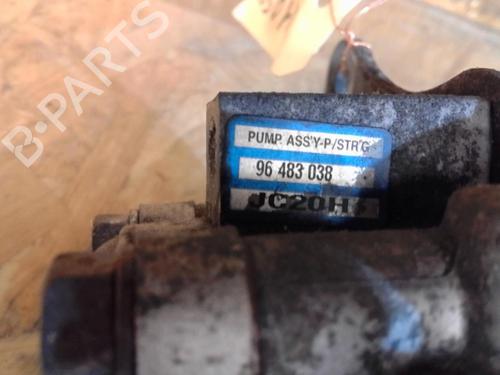 B-PARTS
PUMP ASS'Y-P/STR'G
96 483 038
JC20H